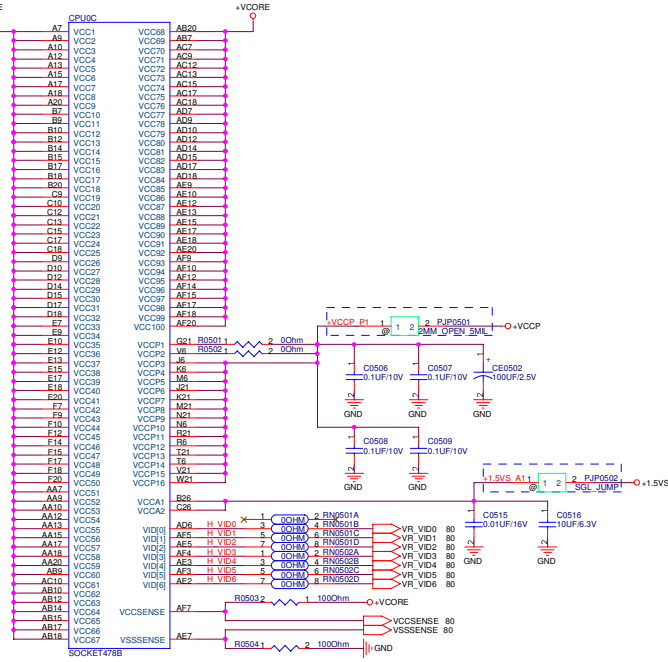 E
+VCORE
CPU0C
A7 VCC1 VCC68 AB20
A9 VCC2 VCC69 AB7
A10 VCC3 VCC70 AC7
A12 VCC4 VCC71 AC9
A13 VCC5 VCC72 AC12
A15 VCC6 VCC73 AC13
A17 VCC7 VCC74 AC15
A18 VCC8 VCC75 AC17
A20 VCC9 VCC76 AC18
B7 VCC10 VCC77 AD7
B9 VCC11 VCC78 AD9
B10 VCC12 VCC79 AD10
B12 VCC13 VCC80 AD12
B14 VCC14 VCC81 AD14
B15 VCC15 VCC82 AD15
B17 VCC16 VCC83 AD17
B18 VCC17 VCC84 AD18
B20 VCC18 VCC85 AE9
C9 VCC19 VCC86 AE10
C10 VCC20 VCC87 AE12
C12 VCC21 VCC88 AE13
C13 VCC22 VCC89 AE15
C15 VCC23 VCC90 AE17
C17 VCC24 VCC91 AE18
C18 VCC25 VCC92 AE20
D9 VCC26 VCC93 AF9
D10 VCC27 VCC94 AF10
D12 VCC28 VCC95 AF12
D14 VCC29 VCC96 AF14
D15 VCC30 VCC97 AF15
D17 VCC31 VCC98 AF17
D18 VCC32 VCC99 AF18
E7 VCC33 VCC100 AF20
E9 VCC34
E10 VCC35 VCCP1 G21 R0501 1 2 0Ohm
E12 VCC36 VCCP2 V6 R0502 1 2 0Ohm
E13 VCC37 VCCP3 J6
E15 VCC38 VCCP4 K6
E17 VCC39 VCCP5 M6
E18 VCC40 VCCP6 J21
E20 VCC41 VCCP7 K21
F7 VCC42 VCCP8 M21
F9 VCC43 VCCP9 N21
F10 VCC44 VCCP10 N6
F12 VCC45 VCCP11 R21
F14 VCC46 VCCP12 R6
F15 VCC47 VCCP13 T21
F17 VCC48 VCCP14 T6
F18 VCC49 VCCP15 V21
F20 VCC50 VCCP16 W21
AA7 VCC51
AA9 VCC52 VCCA1 B26
AA10 VCC53 VCCA2 C26
AA12 VCC54
AA13 VCC55 VID[0] AD6 H_VID0
AA15 VCC56 VID[1] AF5 H_VID1
AA17 VCC57 VID[2] AE5 H_VID2
AA18 VCC58 VID[3] AF4 H_VID3
AA20 VCC59 VID[4] AE3 H_VID4
AB9 VCC60 VID[5] AF3 H_VID5
AC10 VCC61 VID[6] AE2 H_VID6
AB10 VCC62
AB12 VCC63
AB14 VCC64 VCCSENSE AF7
AB15 VCC65
AB17 VCC66
AB18 VCC67 VSSSENSE AE7
SOCKET478B
+VCCP_P1 1 1 2 2 PJP0501
@ 2MM_OPEN_5MIL
+VCCP
1 C0506 0.1UF/10V 2 GND
1 C0507 0.1UF/10V 2
1 + CE0502 100UF/2.5V 2 GND
GND
1 C0508 0.1UF/10V 2 GND
1 C0509 0.1UF/10V 2 GND
+1.5VS_A1 1 1 2 2 PJP0502
@ SGL_JUMP
+1.5VS
1 C0515 0.01UF/16V 2 GND
1 C0516 10UF/6.3V 2 GND
1 0OHM 2 RN0501A
3 0OHM 4 RN0501B VR_VID0 80
5 0OHM 6 RN0501C VR_VID1 80
7 0OHM 8 RN0501D VR_VID2 80
1 0OHM 2 RN0502A VR_VID3 80
3 0OHM 4 RN0502B VR_VID4 80
5 0OHM 6 RN0502C VR_VID5 80
7 0OHM 8 RN0502D VR_VID6 80
R0503 2 1 100Ohm +VCORE
VCCSENSE 80
VSSSENSE 80
R0504 1 2 100Ohm GND